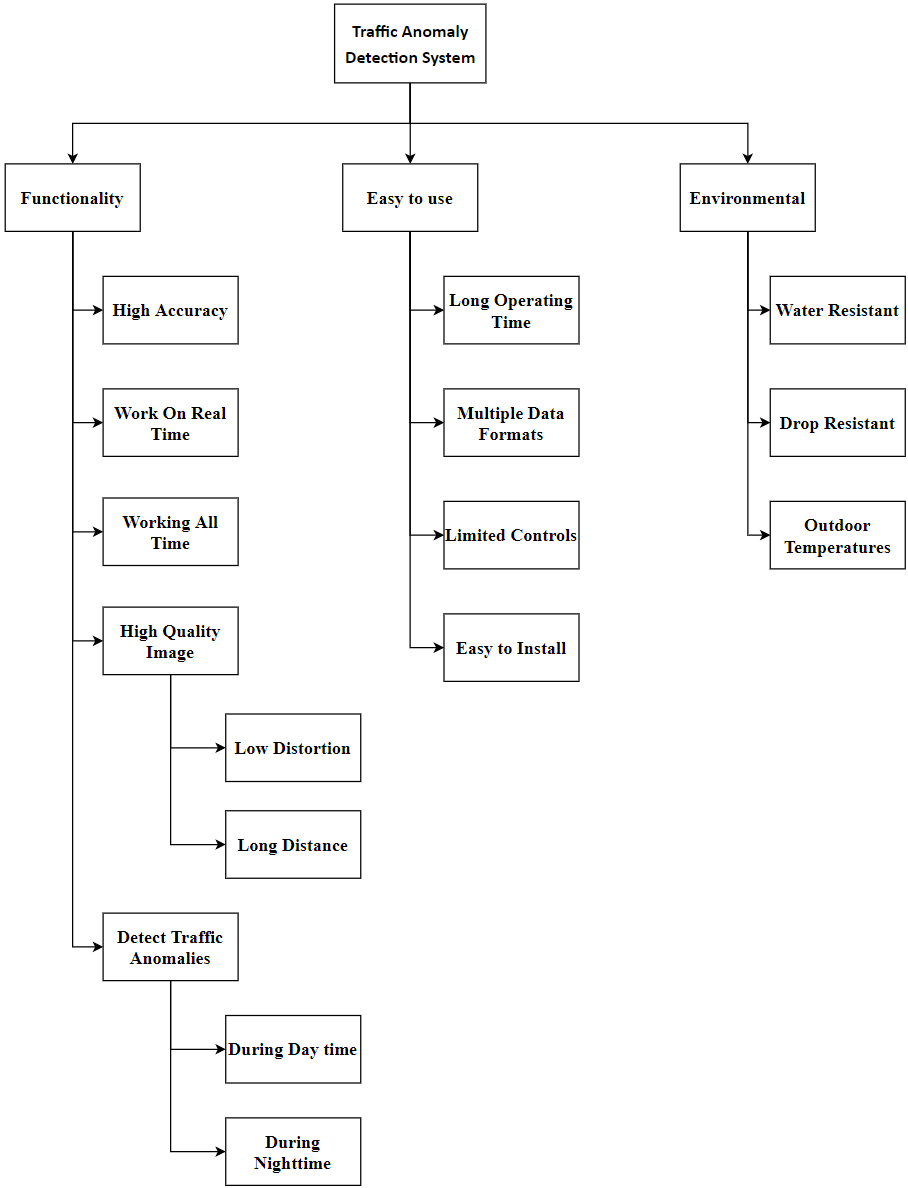 Traffic Anomaly
Detection System
Functionality
Easy to use
Environmental
High Accuracy
Work On Real
Time
Working All
Time
High Quality
Image
Low Distortion
Long Distance
Detect Traffic
Anomalies
During Day time
During
Nighttime
Long Operating
Time
Multiple Data
Formats
Limited Controls
Easy to Install
Water Resistant
Drop Resistant
Outdoor
Temperatures